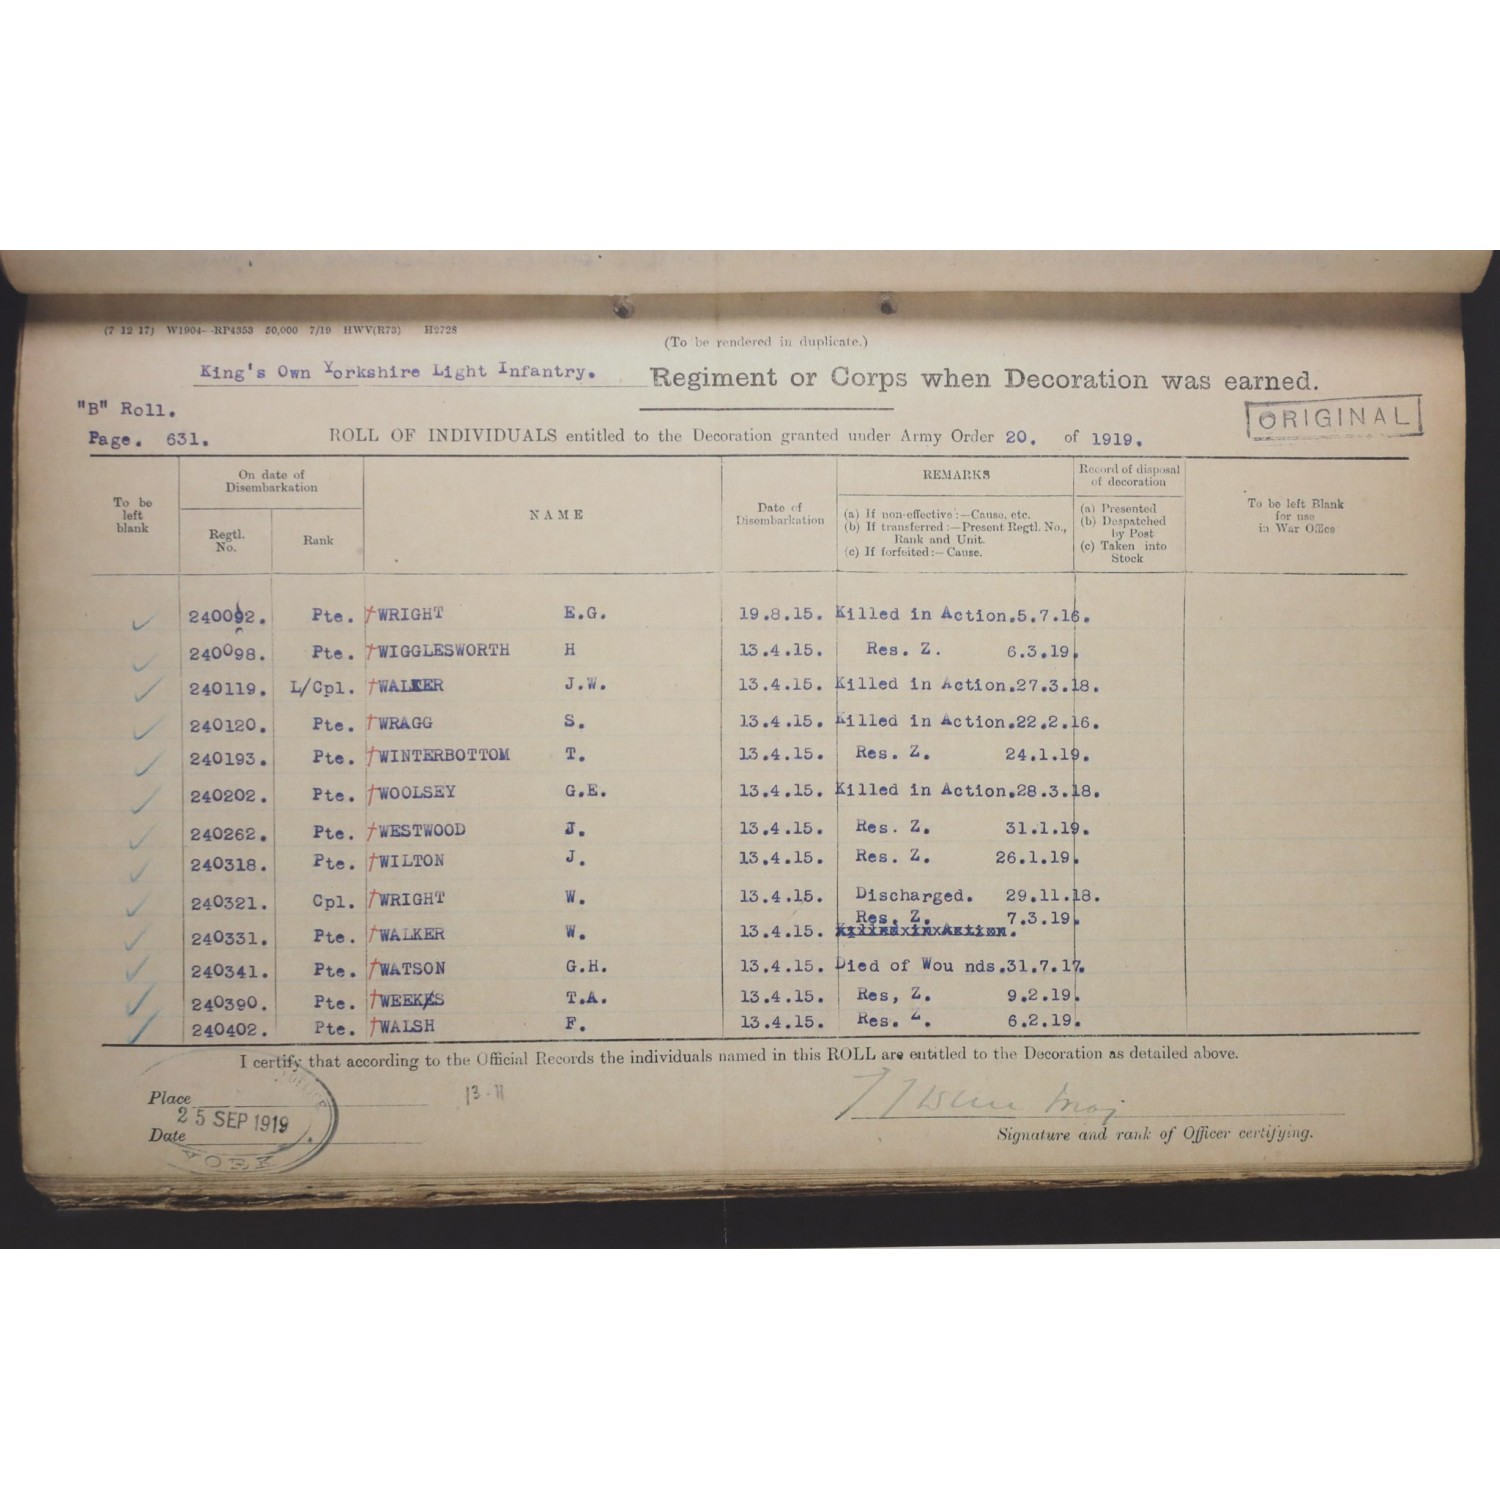 (7 12 17) W1904- -RP4353 50,000 7/19 HWV(R73) H2728
(To be rendered in duplicate.)
King's Own Yorkshire Light Infantry. Regiment or Corps when Decoration was earned.
"B" Roll.
ORIGINAL
Page. 631. ROLL OF INDIVIDUALS entitled to the Decoration granted under Army Order 20. of 1919.
To be left blank
On date of Disembarkation
Regtl. No.
Rank
NAME
Date of Disembarkation
REMARKS
(a) If non-effective :—Cause, etc.
(b) If transferred :—Present Regtl. No., Rank and Unit.
(c) If forfeited :—Cause.
Record of disposal of decoration
(a) Presented
(b) Despatched by Post
(c) Taken into Stock
To be left Blank for use in War Office
240092. Pte. †WRIGHT E.G. 19.8.15. Killed in Action.5.7.16.
240098. Pte. †WIGGLESWORTH H 13.4.15. Res. Z. 6.3.19.
240119. L/Cpl. †WALKER J.W. 13.4.15. Killed in Action.27.3.18.
240120. Pte. †WRAGG S. 13.4.15. Killed in Action.22.2.16.
240193. Pte. †WINTERBOTTOM T. 13.4.15. Res. Z. 24.1.19.
240202. Pte. †WOOLSEY G.E. 13.4.15. Killed in Action.28.3.18.
240262. Pte. †WESTWOOD J. 13.4.15. Res. Z. 31.1.19.
240318. Pte. †WILTON J. 13.4.15. Res. Z. 26.1.19.
240321. Cpl. †WRIGHT W. 13.4.15. Discharged. 29.11.18.
Res. Z. 7.3.19.
240331. Pte. †WALKER W. 13.4.15. Killed in Action.
240341. Pte. †WATSON G.H. 13.4.15. Died of Wou nds.31.7.17.
240390. Pte. †WEEKES T.A. 13.4.15. Res, Z. 9.2.19.
240402. Pte. †WALSH F. 13.4.15. Res. Z. 6.2.19.
I certify that according to the Official Records the individuals named in this ROLL are entitled to the Decoration as detailed above.
Place 13-11
25 SEP 1919
Date
YORK
Maj
Signature and rank of Officer certifying.